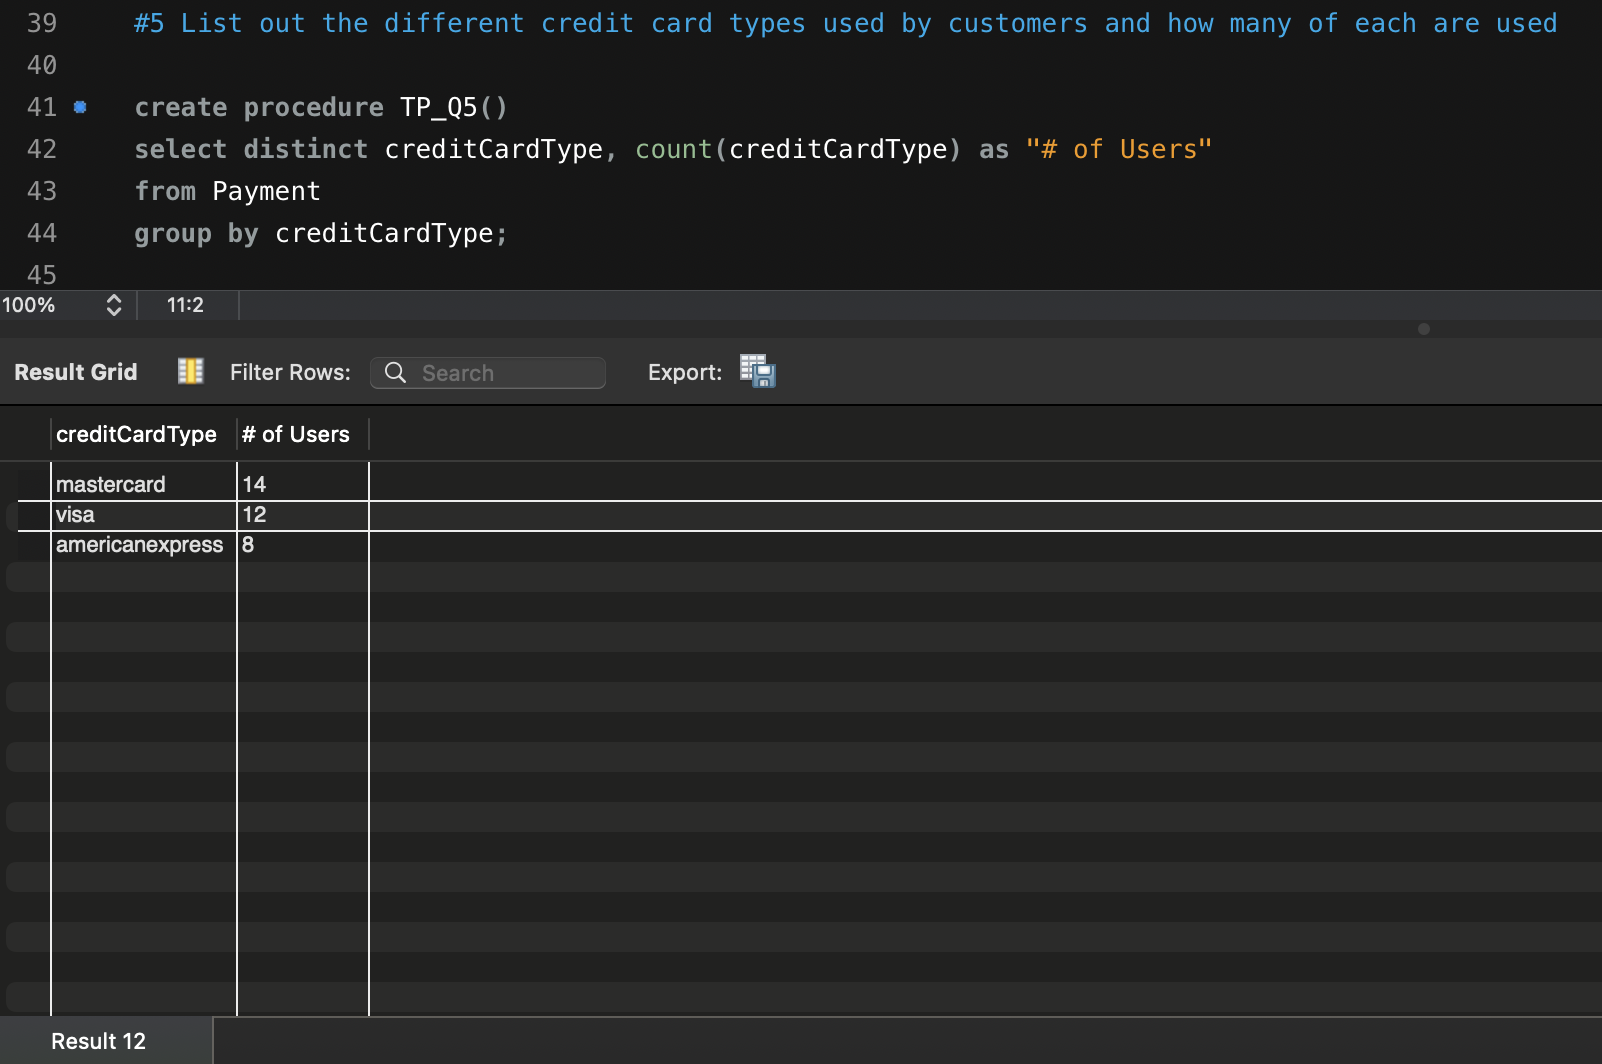 39 #5 List out the different credit card types used by customers and how many of each are used
40
41 create procedure TP_Q5()
42 select distinct creditCardType, count(creditCardType) as "# of Users"
43 from Payment
44 group by creditCardType;
45
100% 11:2
Result Grid Filter Rows: Search Export:
creditCardType # of Users
mastercard 14
visa 12
americanexpress 8
Result 12